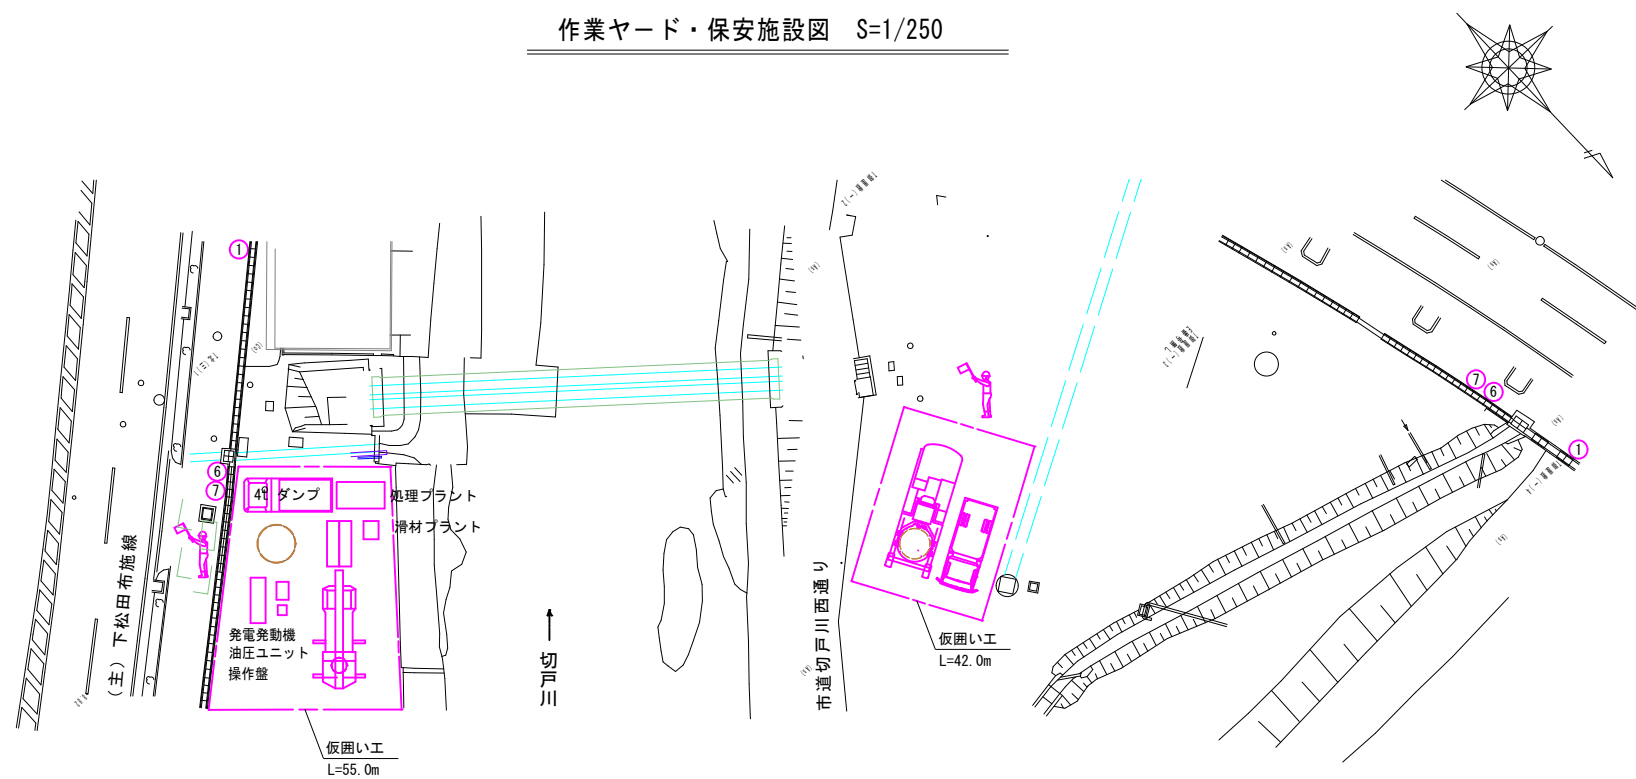 作業ヤード・保安施設図 S=1/250
①
⑥
⑦
4t ダンプ
処理プラント
滑材プラント
発電発動機
油圧ユニット
操作盤
(主) 下松田布施線
仮囲い工
L=55.0m
切戸川
市道切戸川西通り
仮囲い工
L=42.0m
⑦
⑥
①